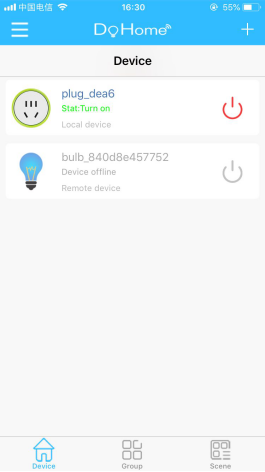 中国电信 16:30 55%
DoHome
Device
plug_dea6
Stat:Turn on
Local device
bulb_840d8e457752
Device offline
Remote device
Device Group Scene